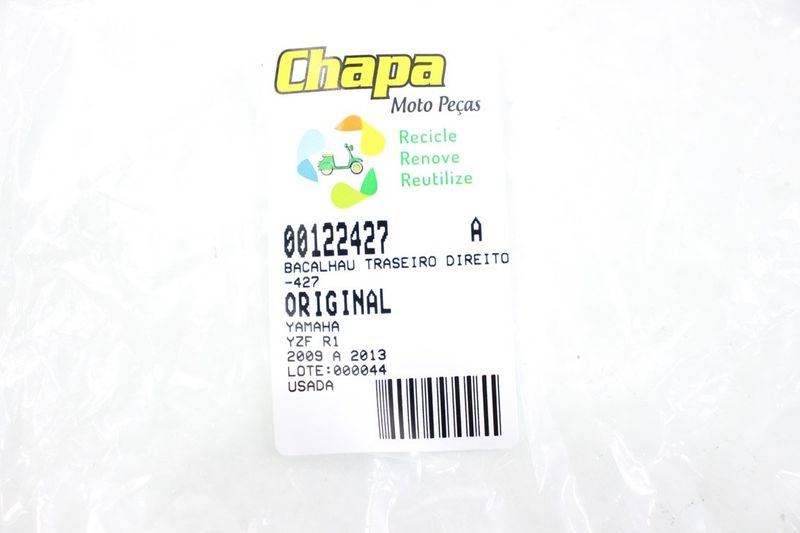 Chapa
Moto Peças
Recicle
Renove
Reutilize
00122427 A
BACALHAU TRASEIRO DIREITO
-427
ORIGINAL
YAMAHA
YZF R1
2009 A 2013
LOTE:000044
USADA